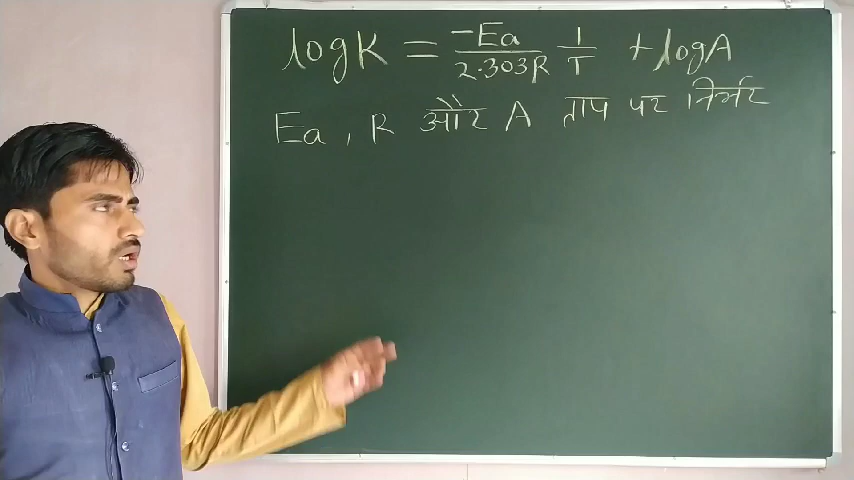 logK = -Ea/2.303R 1/T + logA
Ea, R और A ताप पर निर्भर